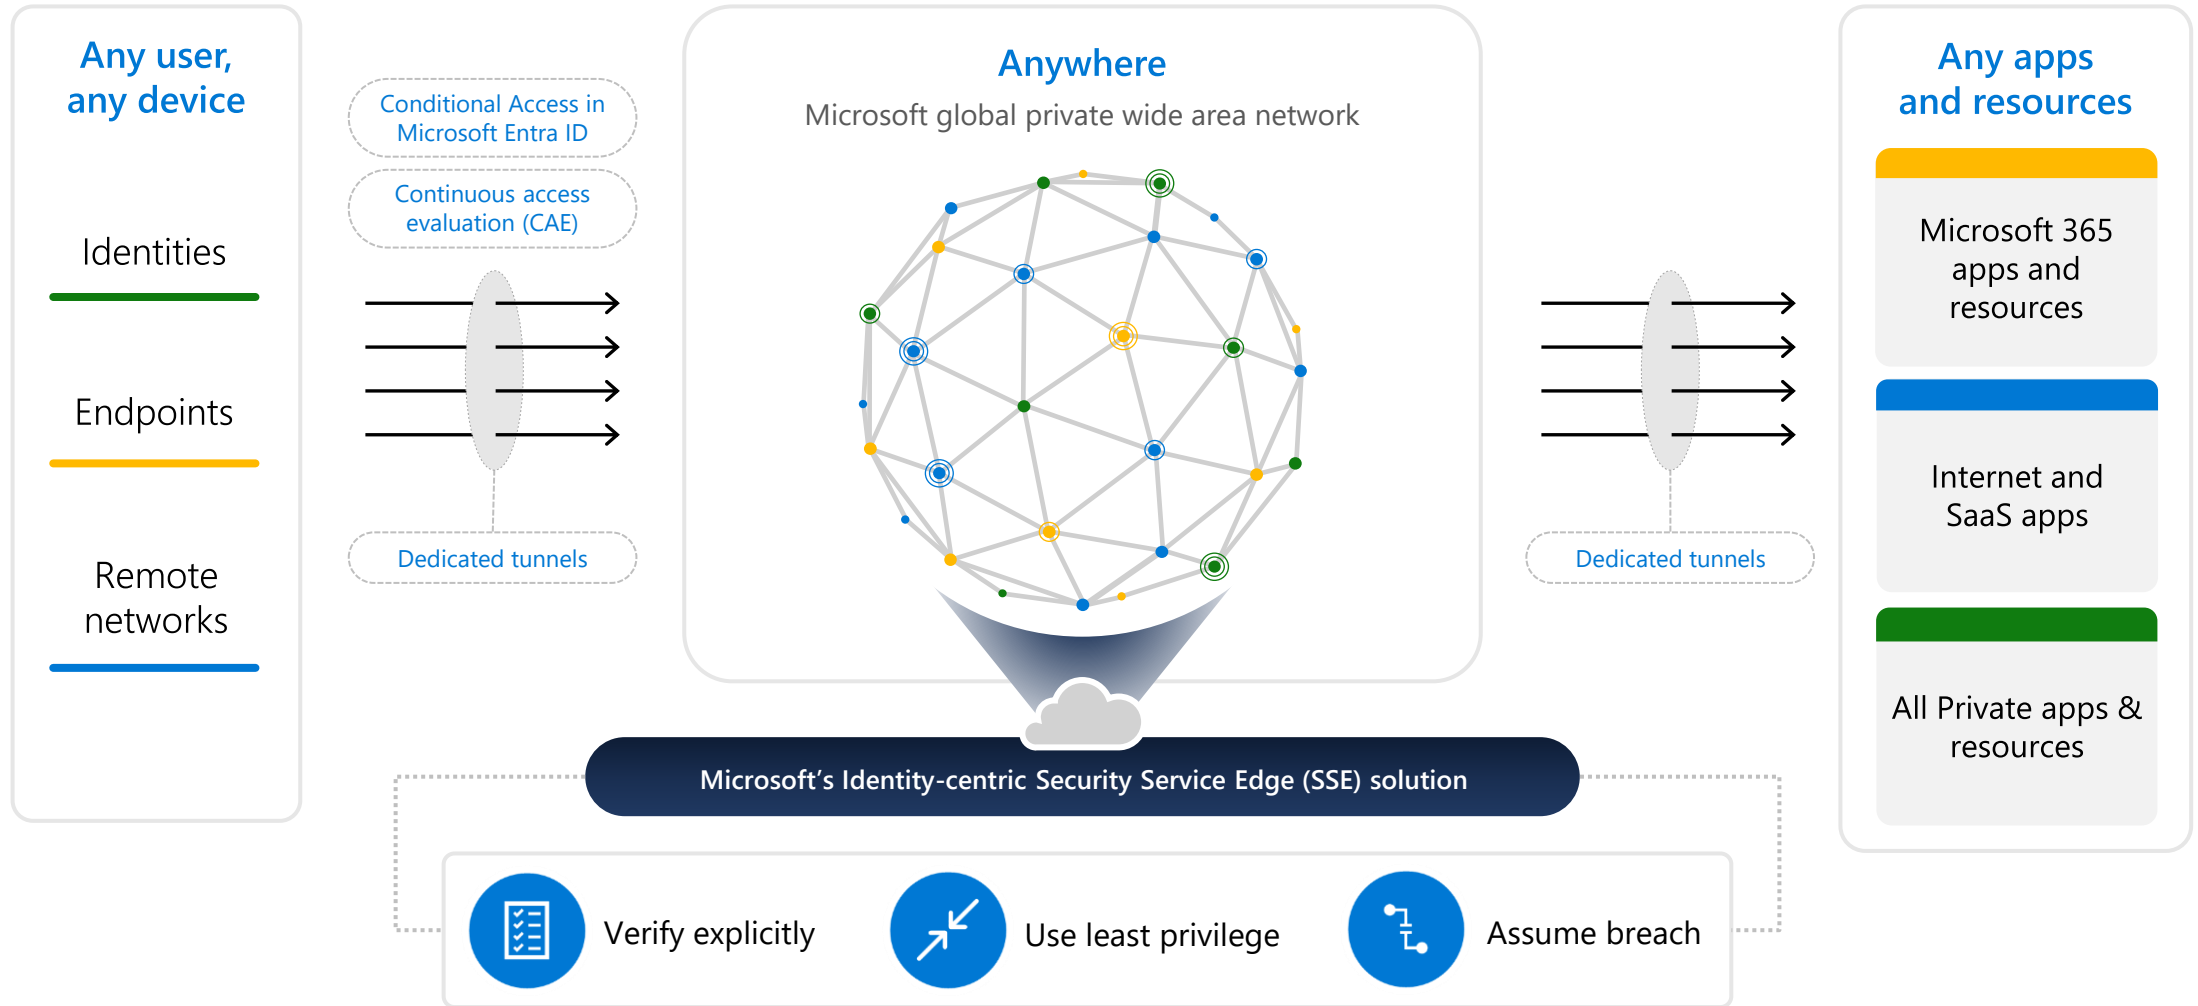 Any user,
any device
Identities
Endpoints
Remote
networks
Conditional Access in
Microsoft Entra ID
Continuous access
evaluation (CAE)
Dedicated tunnels
Anywhere
Microsoft global private wide area network
Dedicated tunnels
Any apps
and resources
Microsoft 365
apps and
resources
Internet and
SaaS apps
All Private apps &
resources
Microsoft’s Identity-centric Security Service Edge (SSE) solution
Verify explicitly
Use least privilege
Assume breach